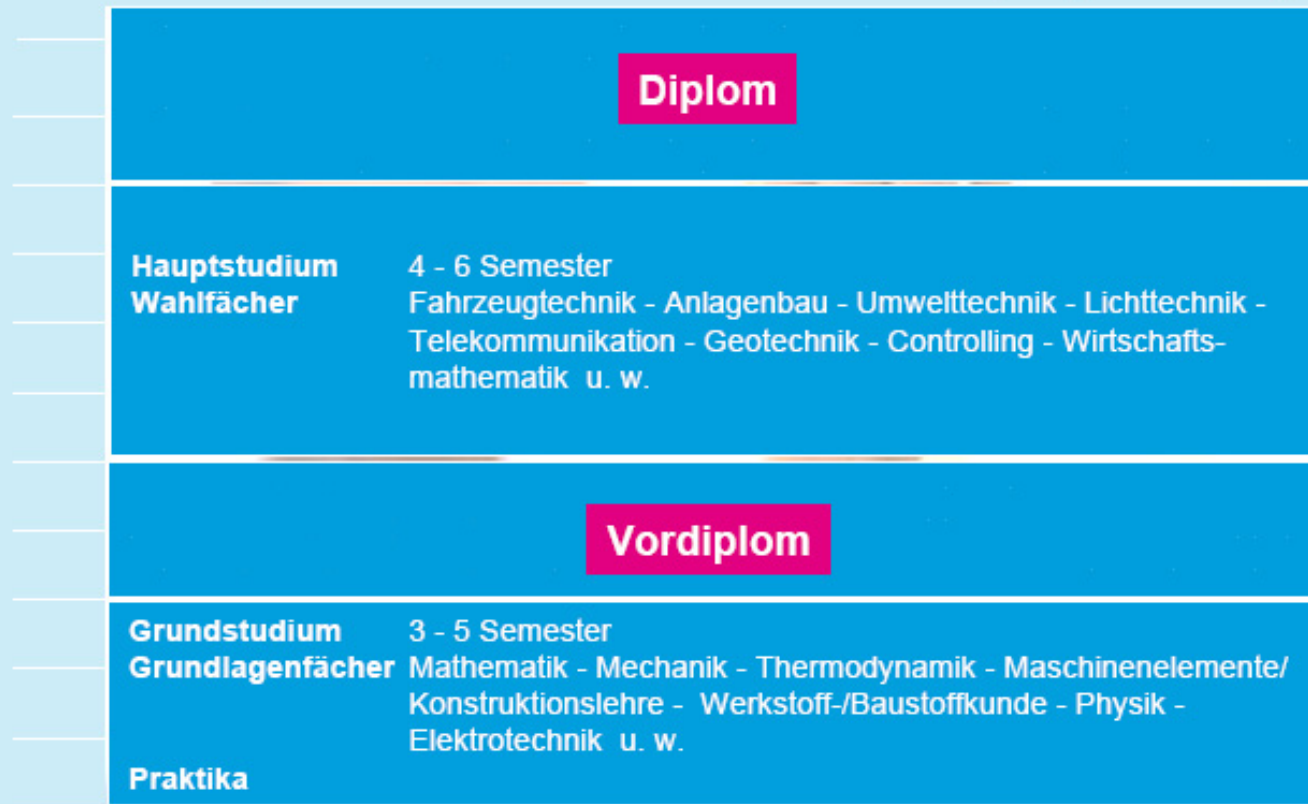 Diplom
Hauptstudium 4 - 6 Semester
Wahlfächer Fahrzeugtechnik - Anlagenbau - Umwelttechnik - Lichttechnik -
Telekommunikation - Geotechnik - Controlling - Wirtschafts-
mathematik u. w.
Vordiplom
Grundstudium 3 - 5 Semester
Grundlagenfächer Mathematik - Mechanik - Thermodynamik - Maschinenelemente/
Konstruktionslehre - Werkstoff-/Baustoffkunde - Physik -
Elektrotechnik u. w.
Praktika